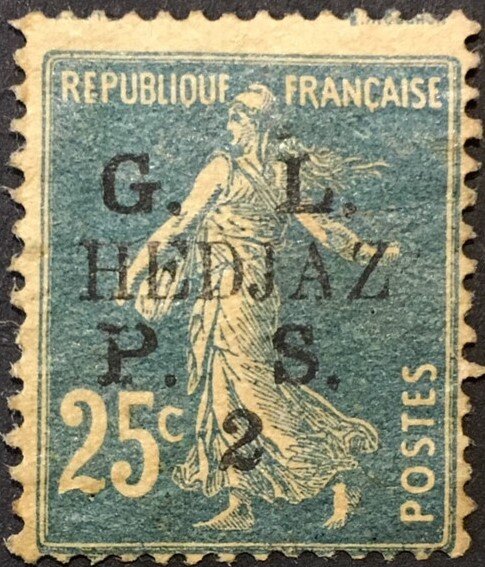 REPUBLIQUE FRANÇAISE
G. L.
HEDJAZ
P. S.
2
25c
POSTES